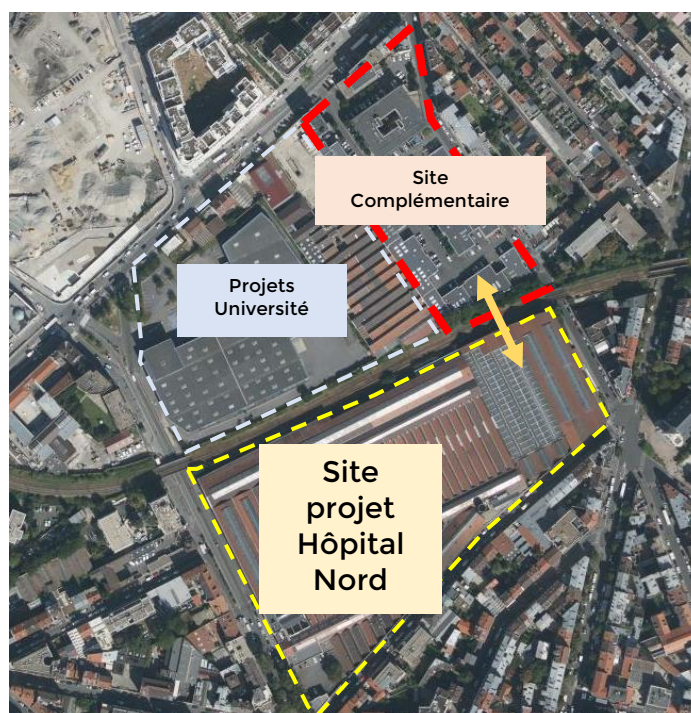 Site
Complémentaire
Projets
Université
Site
projet
Hôpital
Nord